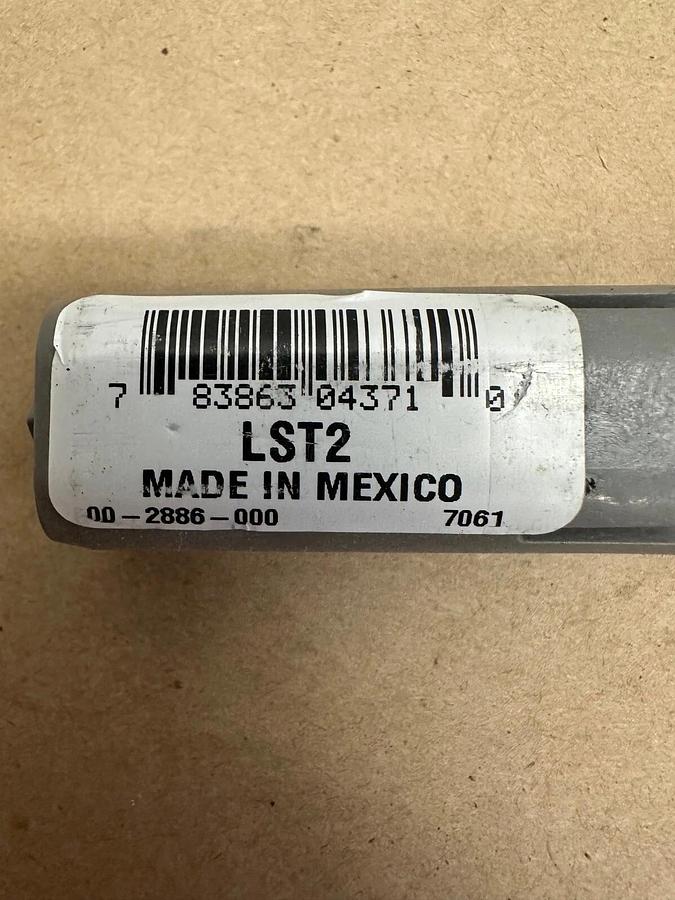 7 83863 04371 0
LST2
MADE IN MEXICO
00-2886-000 7061